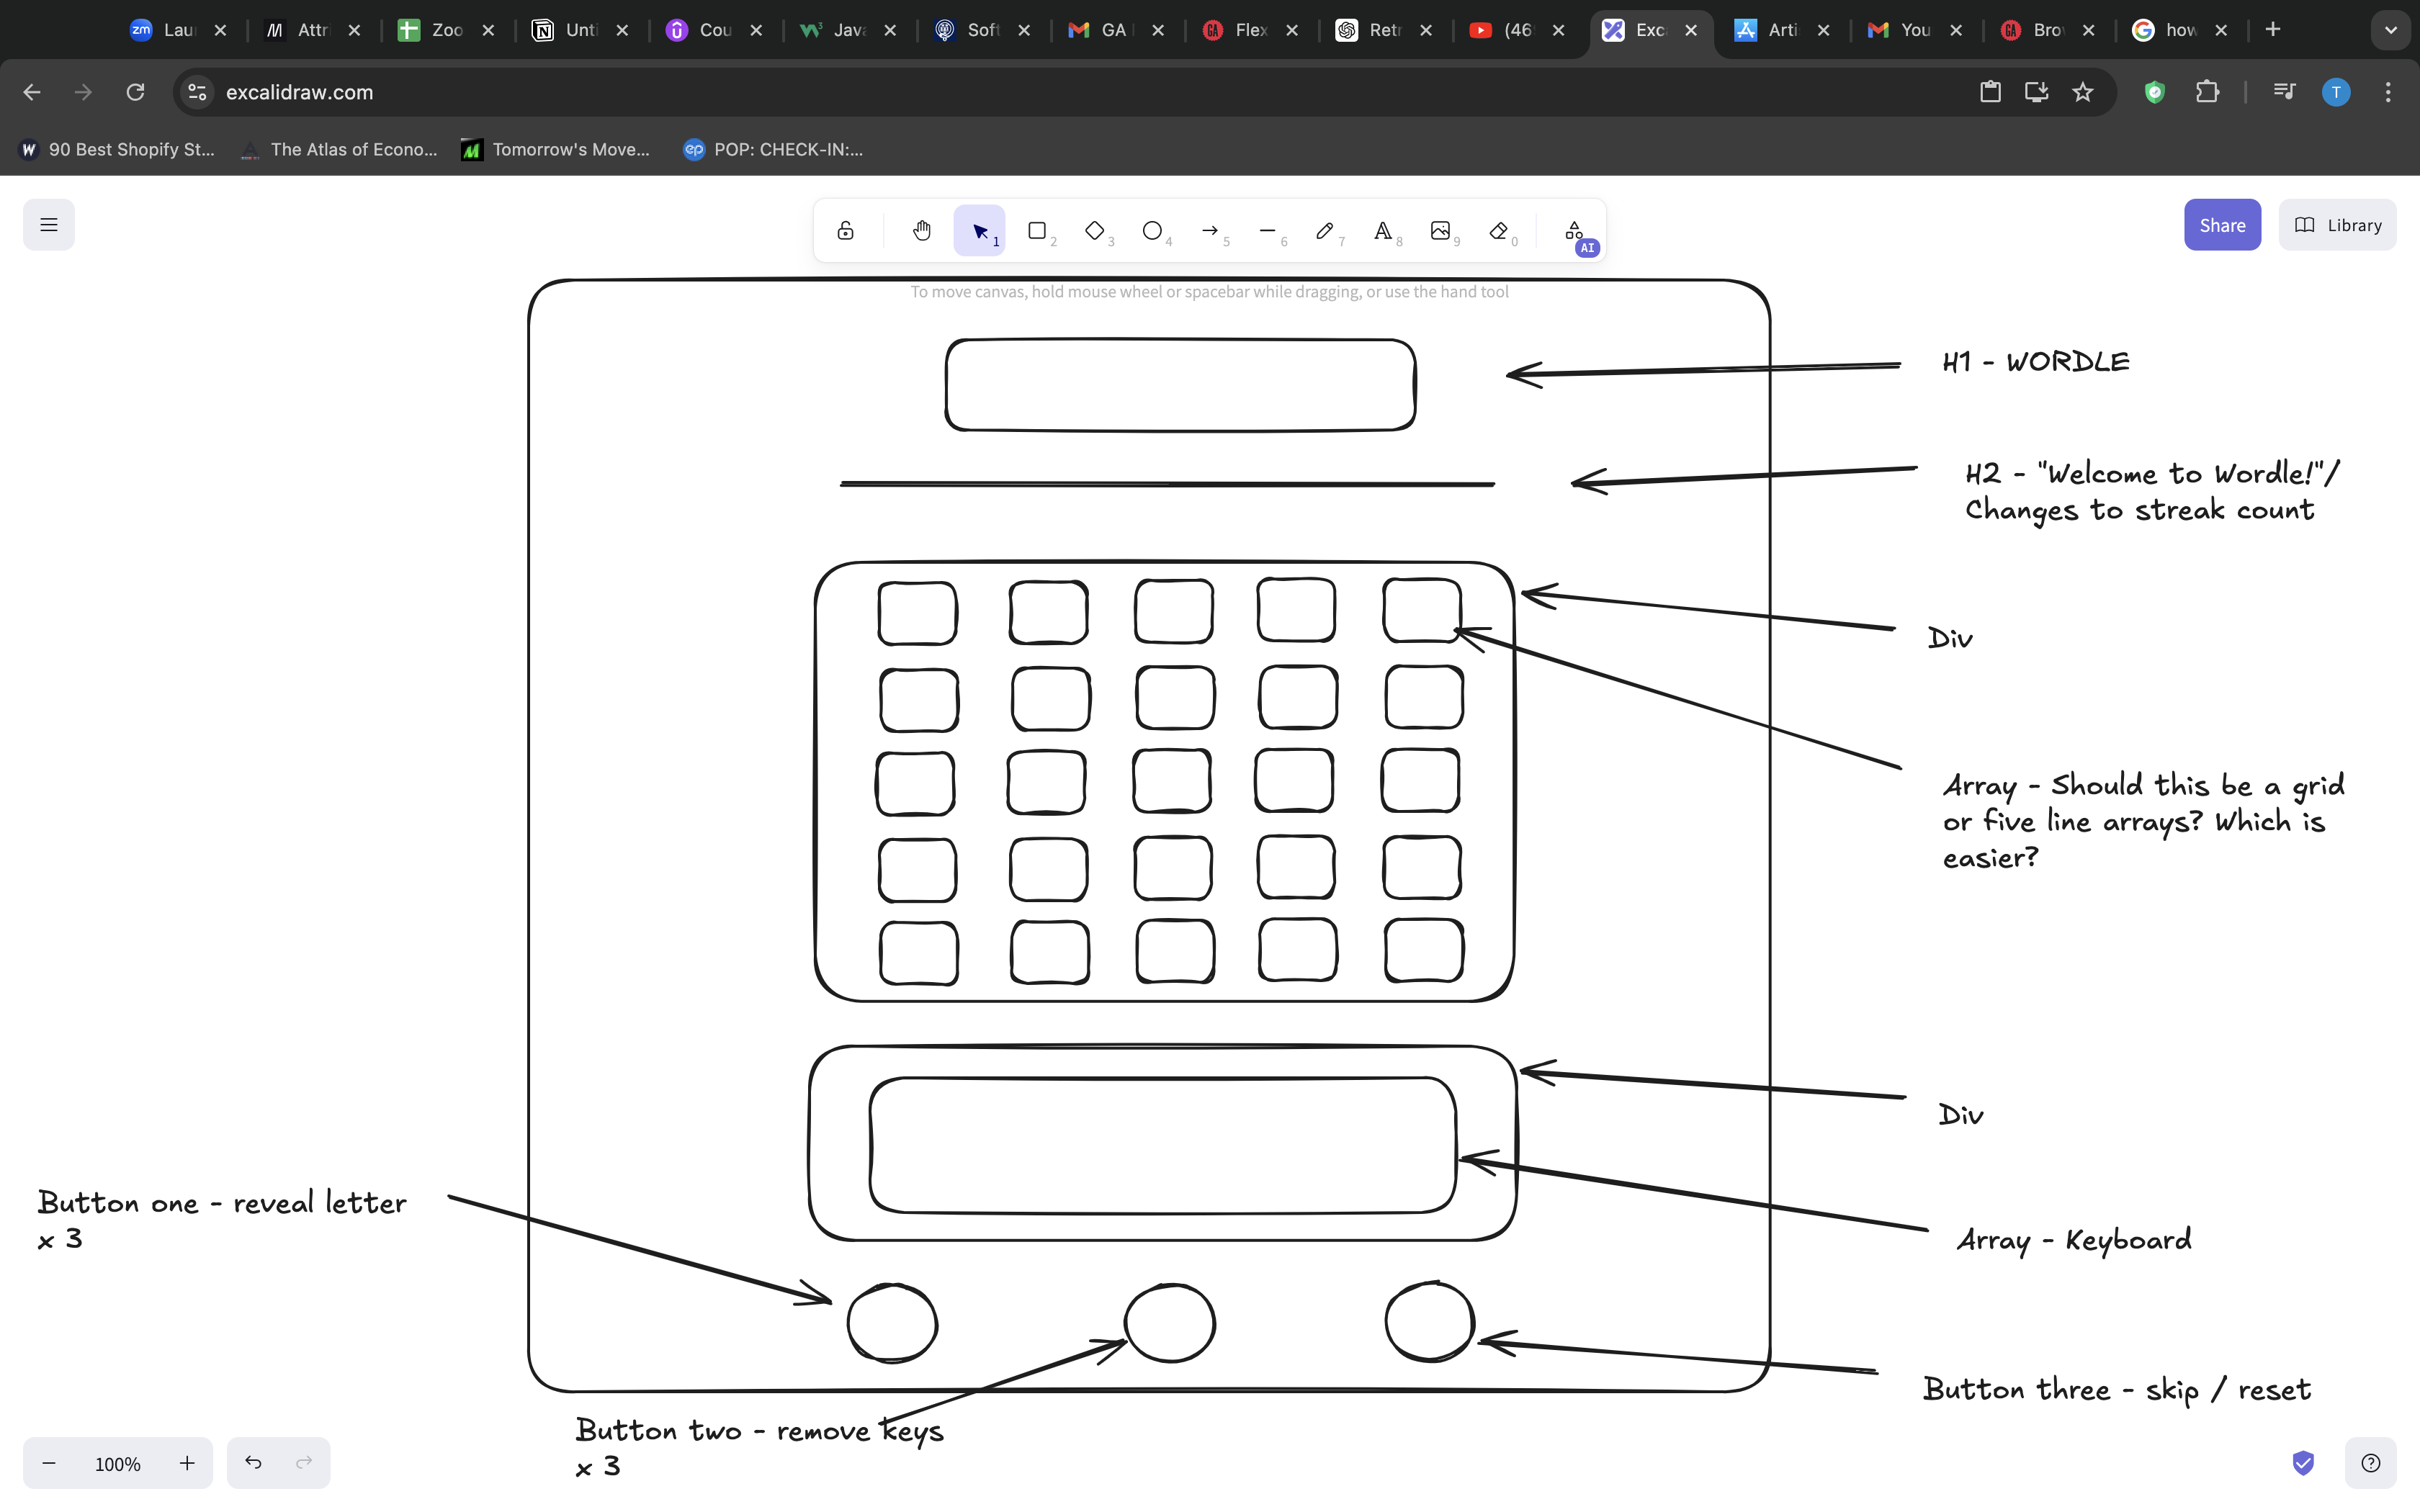 zm Lau
M Attr
Zoo
Unt
Cou
Java
Soft
GA
Flex
Retr
(46
Exc
Arti
You
Bro
how
excalidraw.com
T
W 90 Best Shopify St...
The Atlas of Econo...
Tomorrow's Move...
ep POP: CHECK-IN:...
1 2 3 4 5 6 7 8 9 0 AI
Share
Library
To move canvas, hold mouse wheel or spacebar while dragging, or use the hand tool
H1 - WORDLE
H2 - "Welcome to Wordle!"/
Changes to streak count
Div
Array - Should this be a grid
or five line arrays? Which is
easier?
Div
Button one - reveal letter
x 3
Array - Keyboard
Button three - skip / reset
Button two - remove keys
x 3
100%